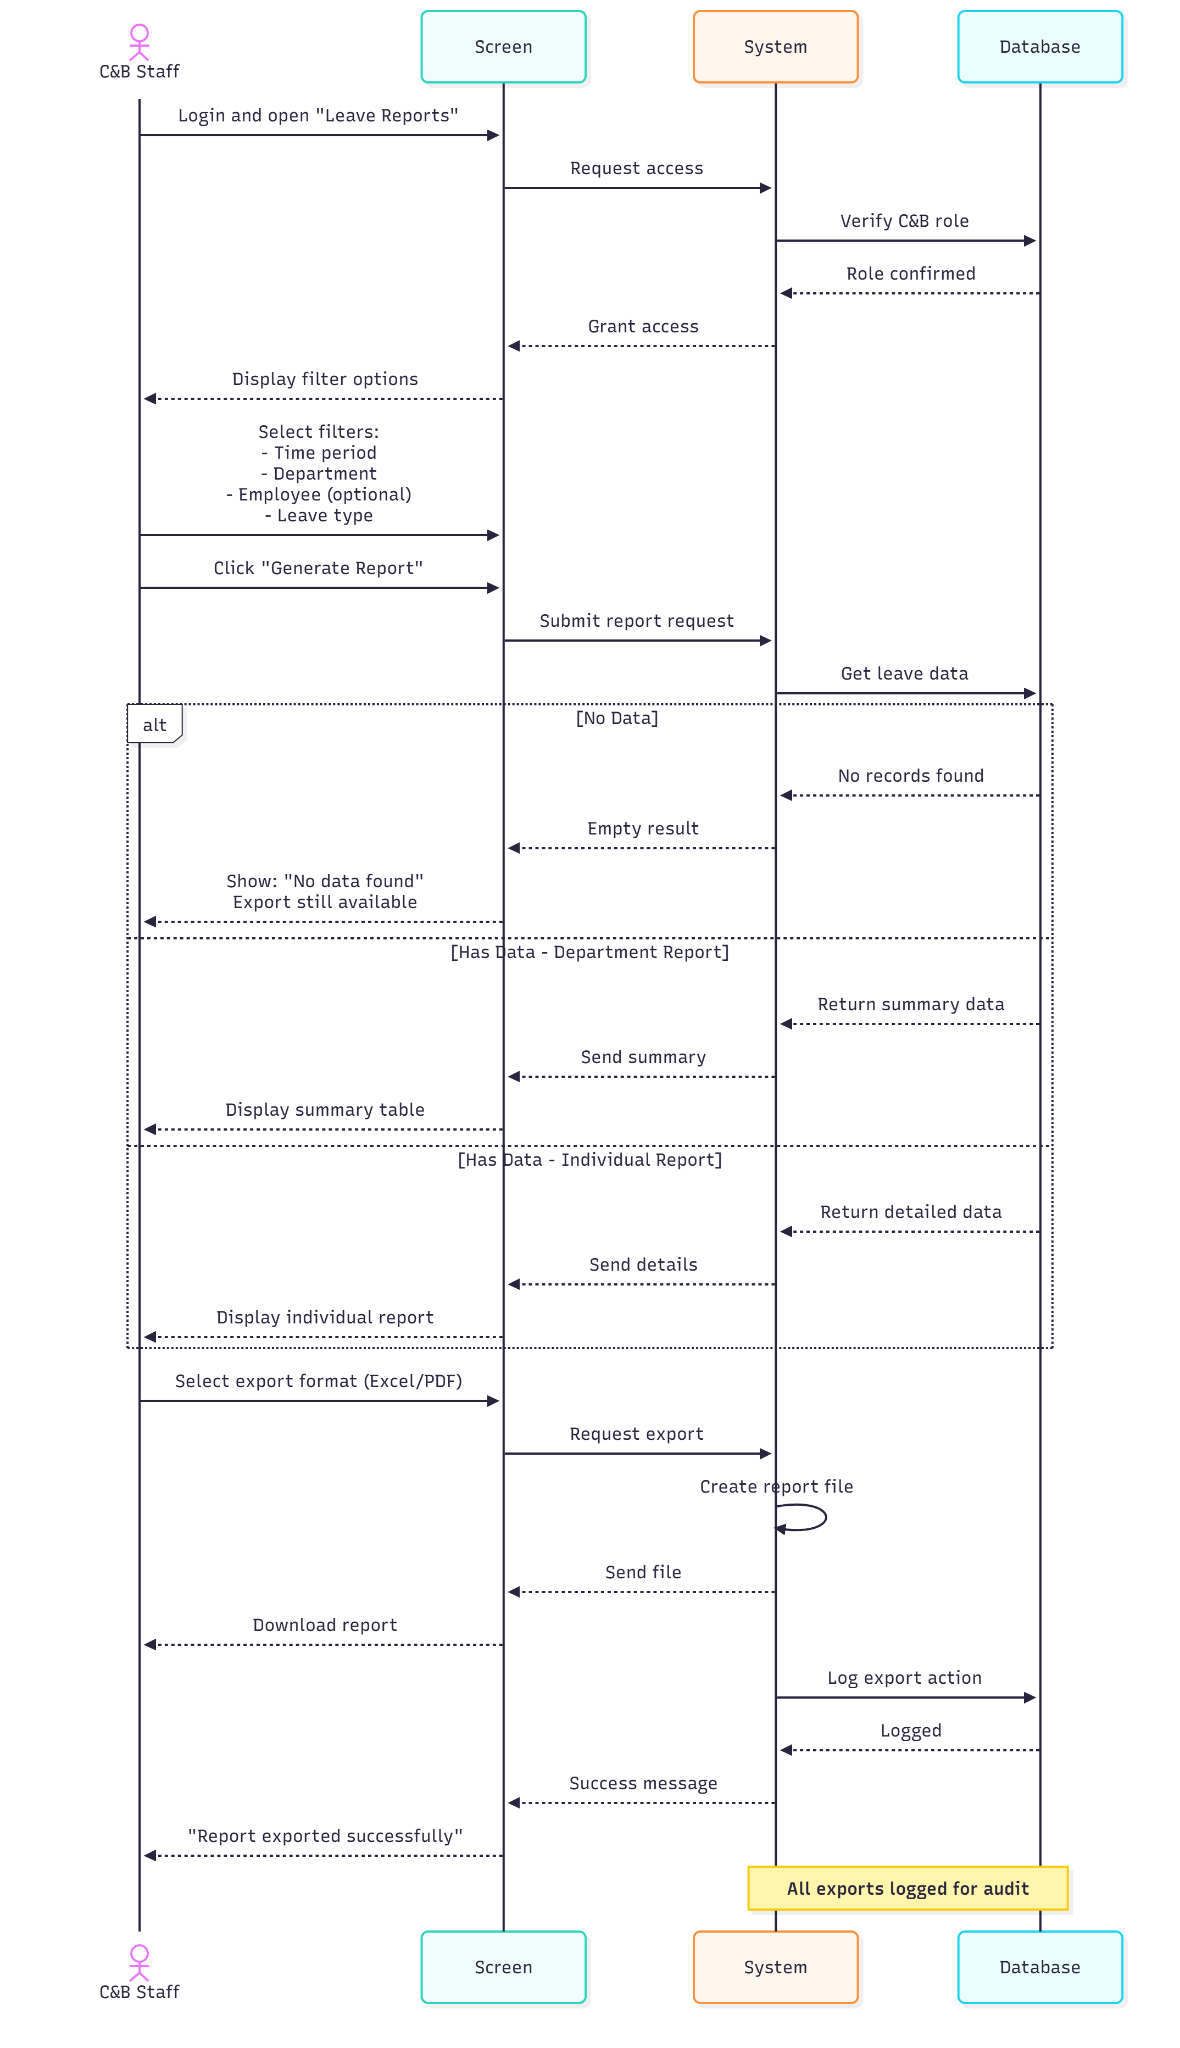 C&B Staff
Screen
System
Database
Login and open "Leave Reports"
Request access
Verify C&B role
Role confirmed
Grant access
Display filter options
Select filters:
- Time period
- Department
- Employee (optional)
- Leave type
Click "Generate Report"
Submit report request
Get leave data
alt
[No Data]
No records found
Empty result
Show: "No data found"
Export still available
[Has Data - Department Report]
Return summary data
Send summary
Display summary table
[Has Data - Individual Report]
Return detailed data
Send details
Display individual report
Select export format (Excel/PDF)
Request export
Create report file
Send file
Download report
Log export action
Logged
Success message
"Report exported successfully"
All exports logged for audit
C&B Staff
Screen
System
Database